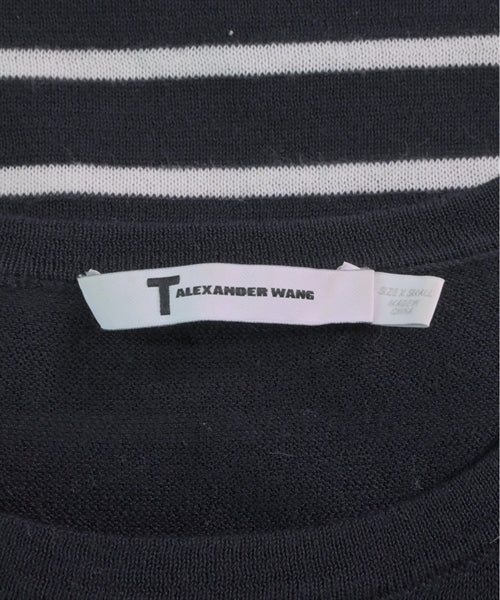 T ALEXANDER WANG
SIZE X SMALL
MADE IN
CHINA